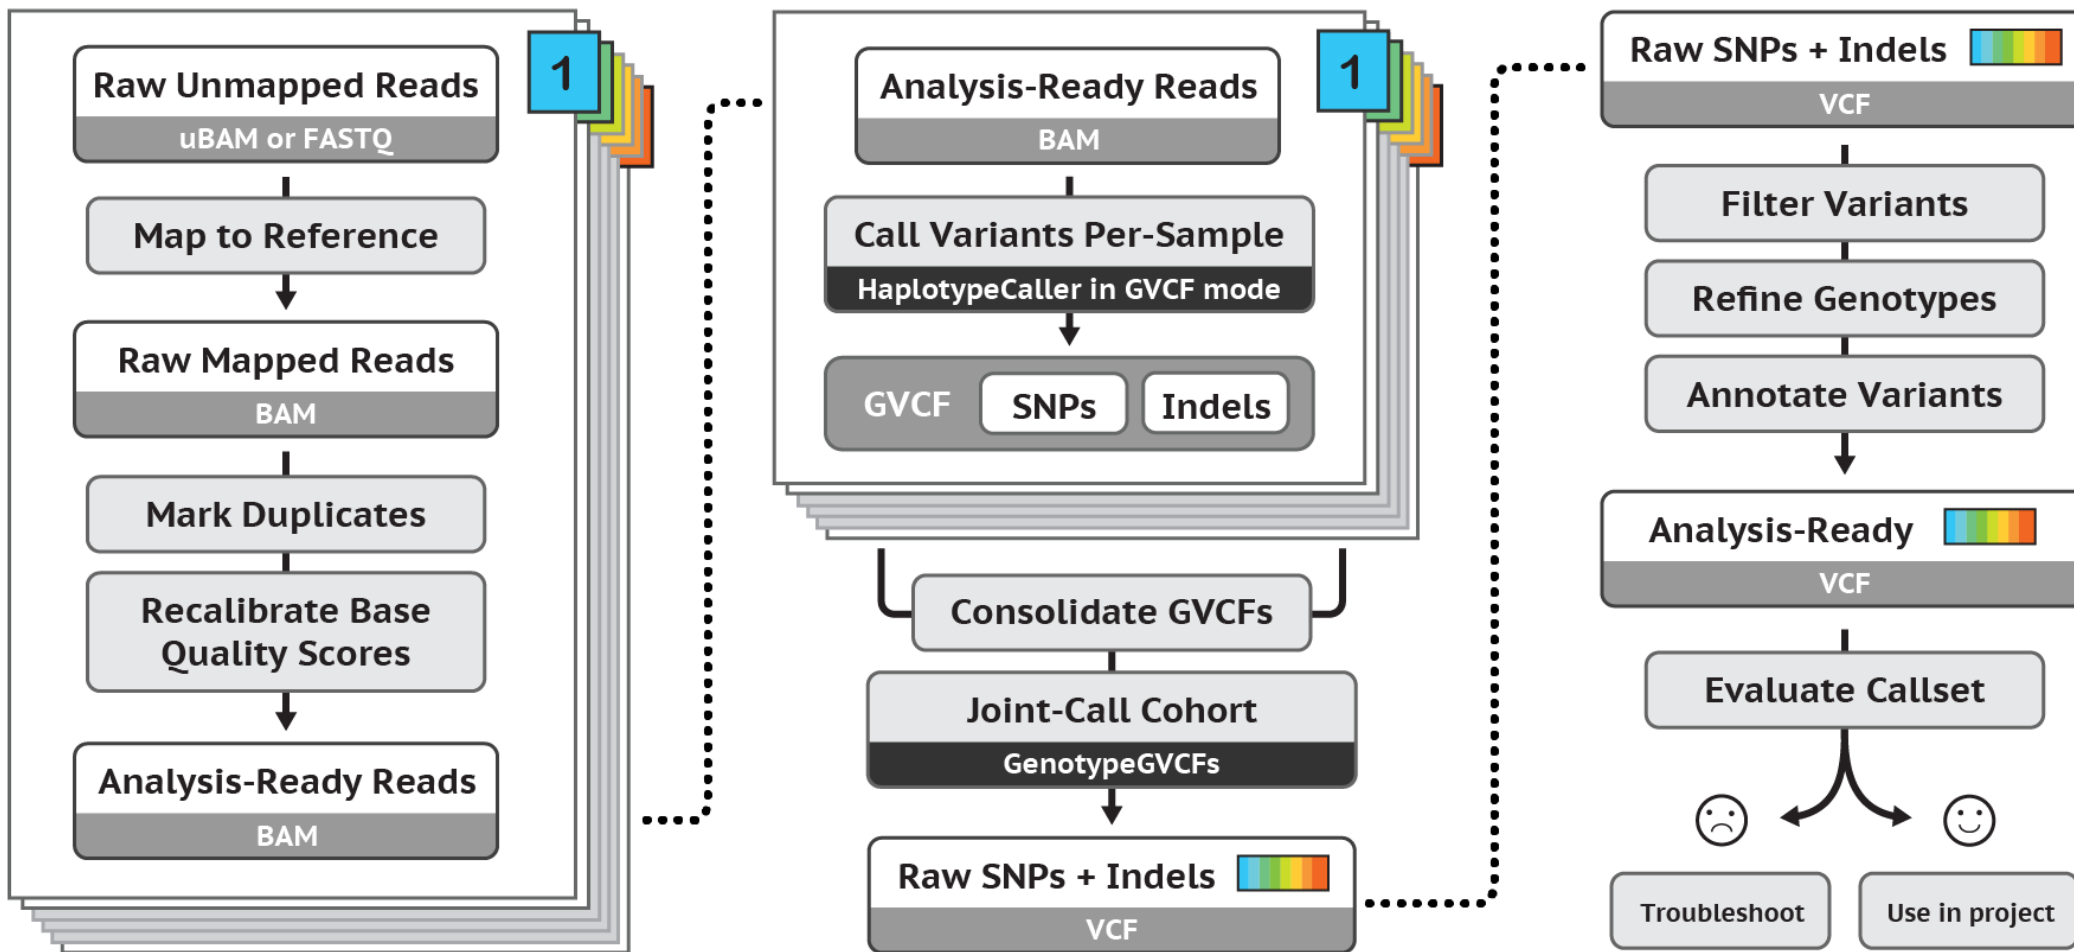 1
Raw Unmapped Reads
uBAM or FASTQ
Map to Reference
Raw Mapped Reads
BAM
Mark Duplicates
Recalibrate Base
Quality Scores
Analysis-Ready Reads
BAM
1
Analysis-Ready Reads
BAM
Call Variants Per-Sample
HaplotypeCaller in GVCF mode
GVCF SNPs Indels
Consolidate GVCFs
Joint-Call Cohort
GenotypeGVCFs
Raw SNPs + Indels
VCF
Raw SNPs + Indels
VCF
Filter Variants
Refine Genotypes
Annotate Variants
Analysis-Ready
VCF
Evaluate Callset
Troubleshoot
Use in project